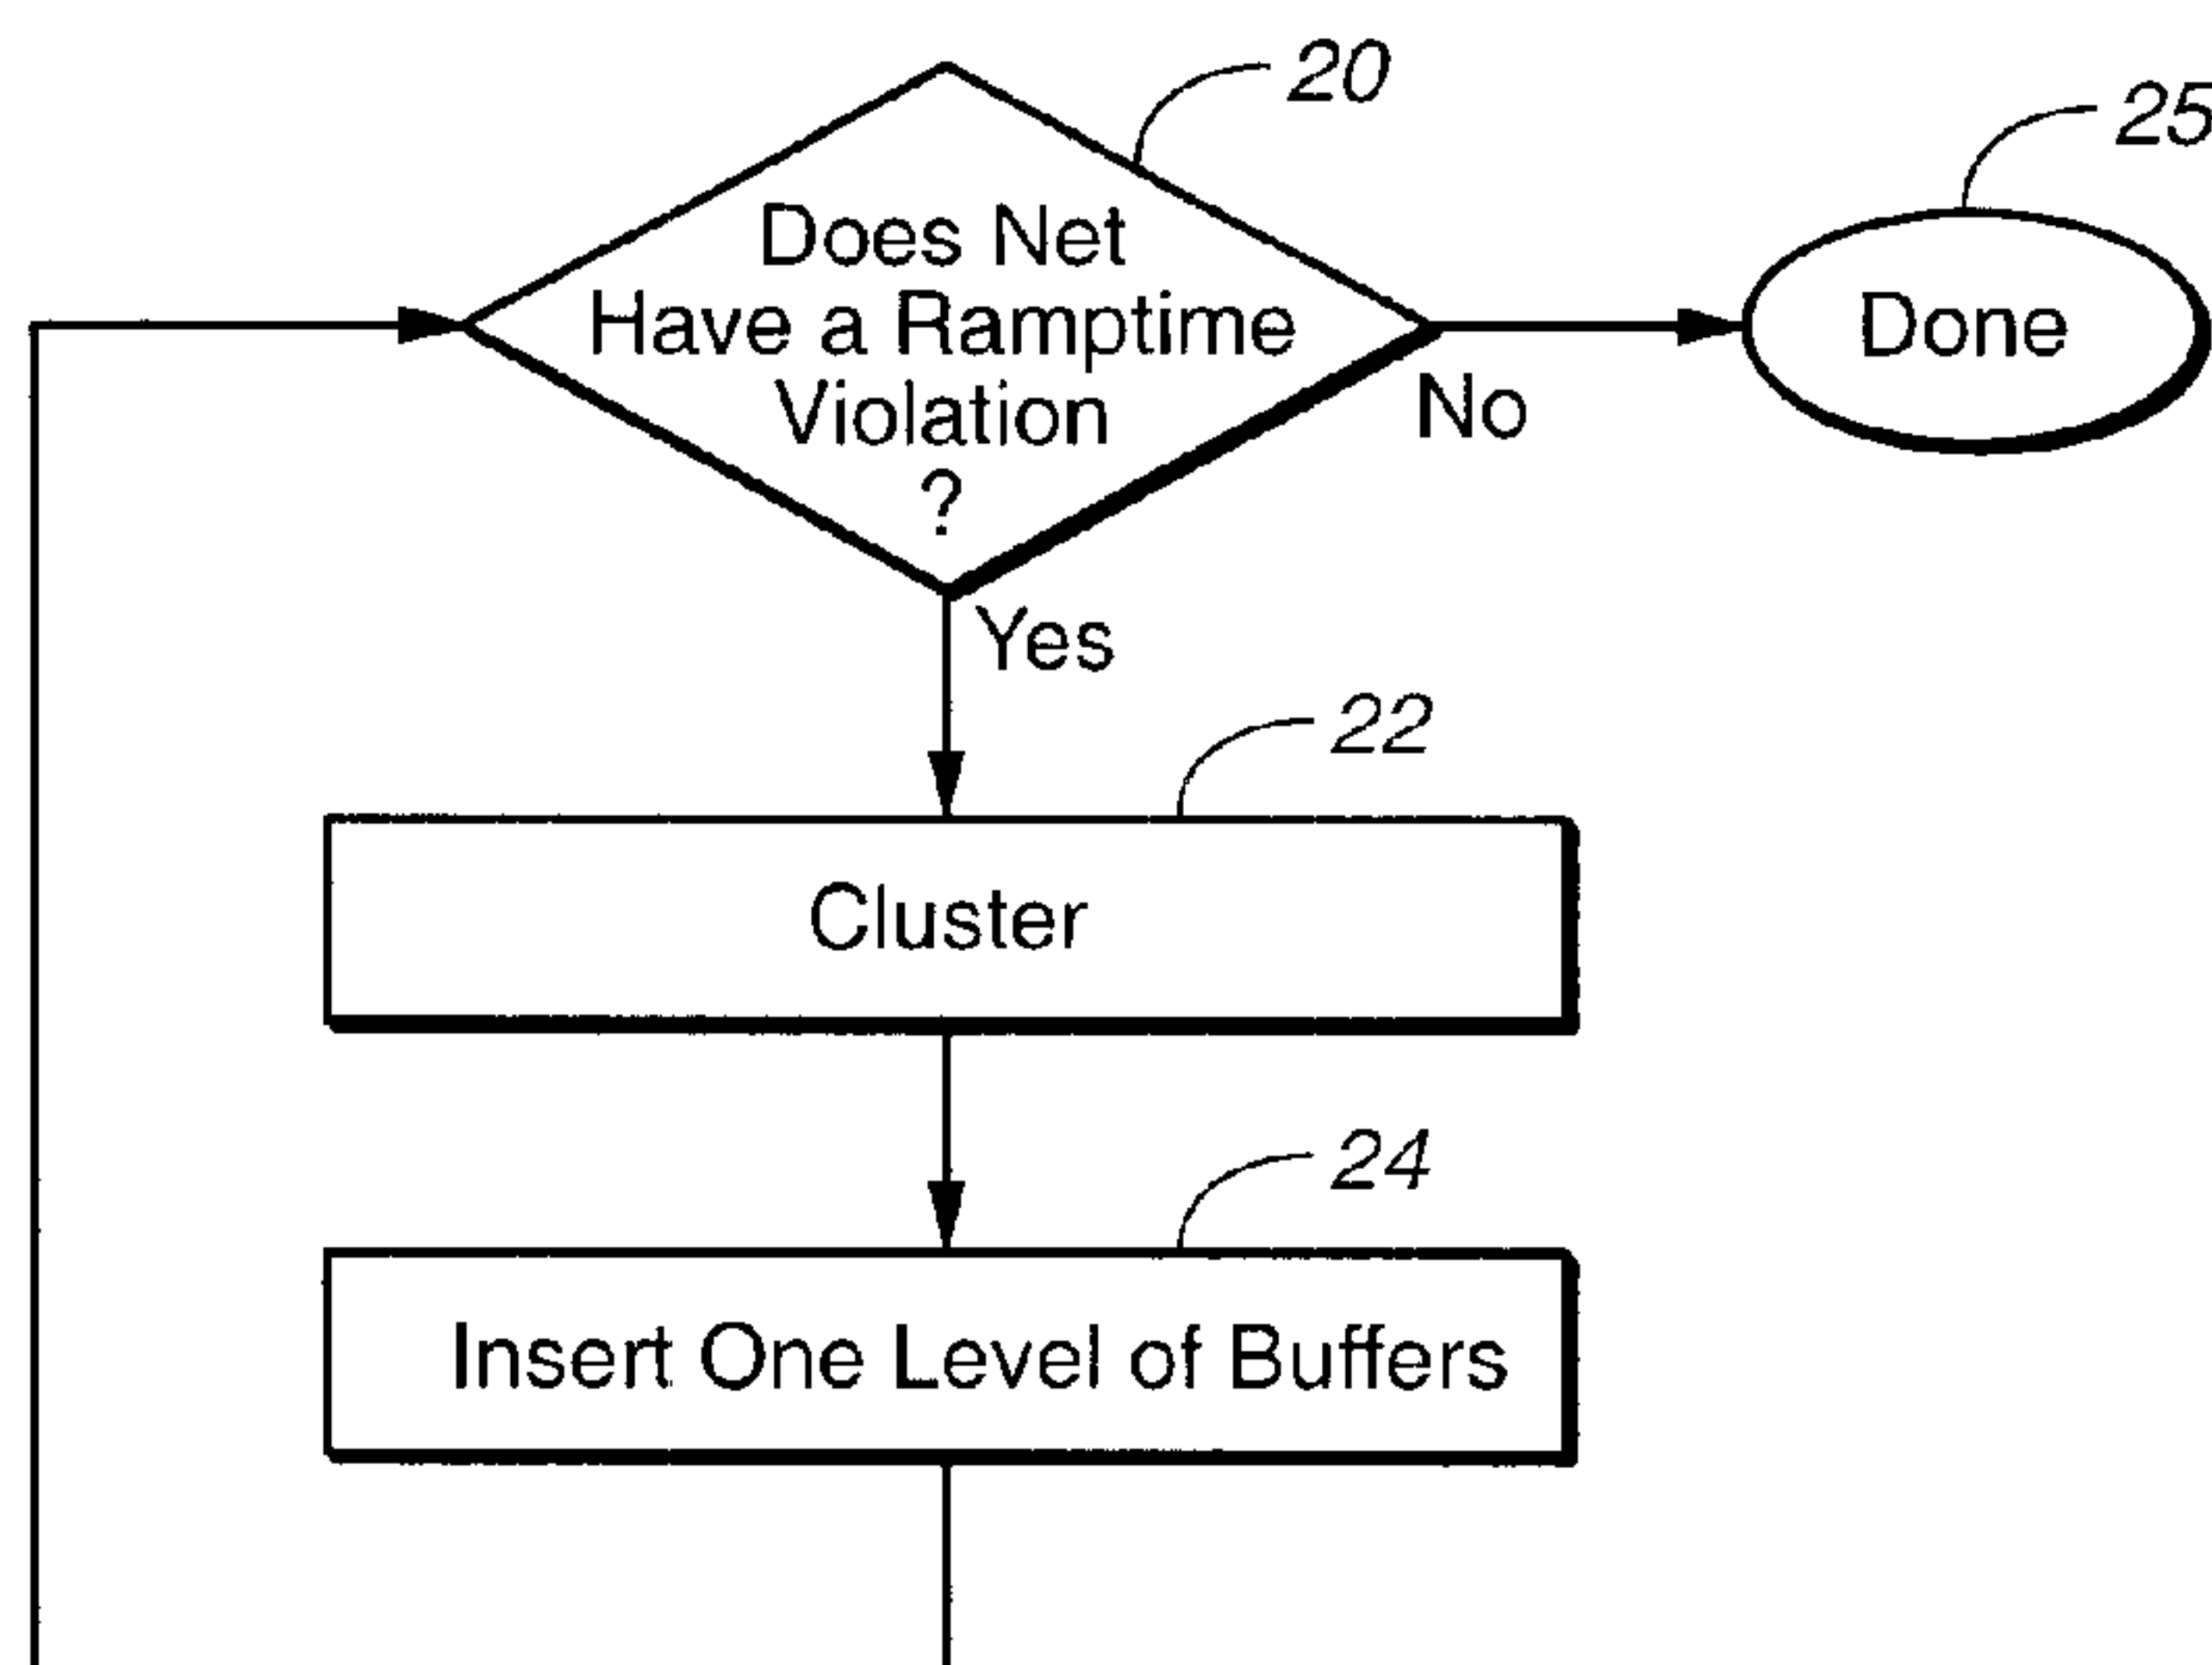 20
25
Does Net
Have a Ramptime
Violation
?
Done
No
Yes
22
Cluster
24
Insert One Level of Buffers